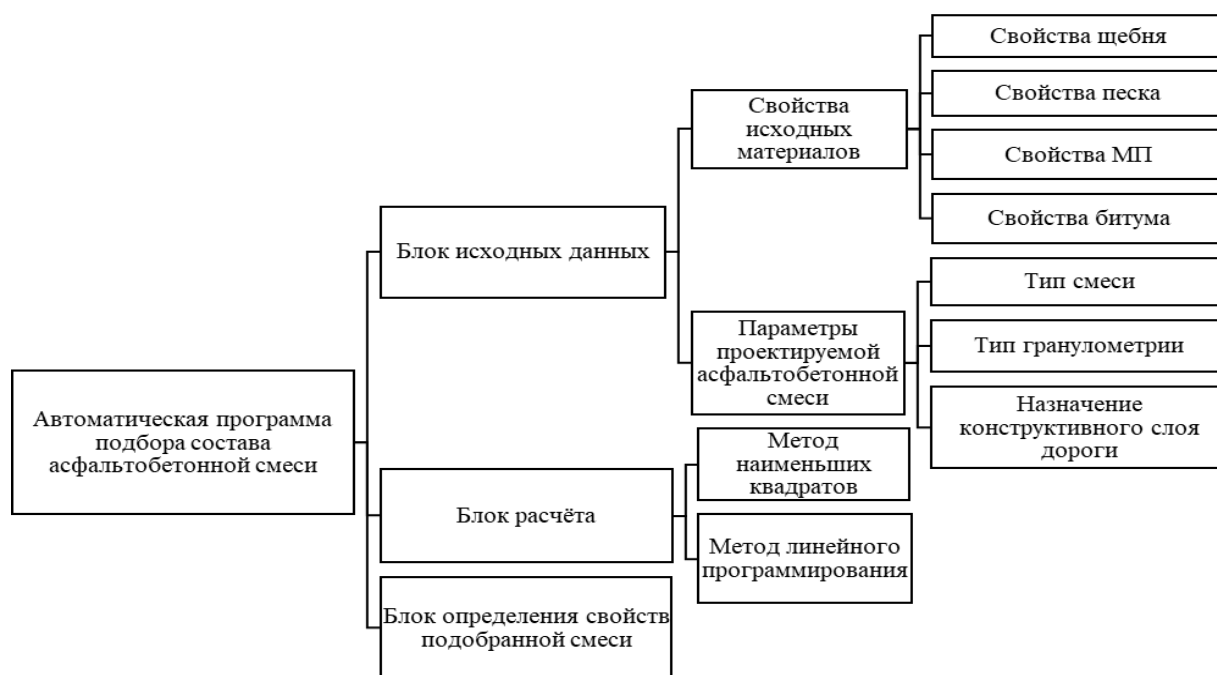 Свойства щебня
Свойства песка
Свойства МП
Свойства битума
Свойства
исходных
материалов
Блок исходных данных
Тип смеси
Тип гранулометрии
Назначение
конструктивного слоя
дороги
Параметры
проектируемой
асфальтобетонной
смеси
Автоматическая программа
подбора состава
асфальтобетонной смеси
Метод
наименьших
квадратов
Блок расчёта
Метод линейного
программирования
Блок определения свойств
подобранной смеси